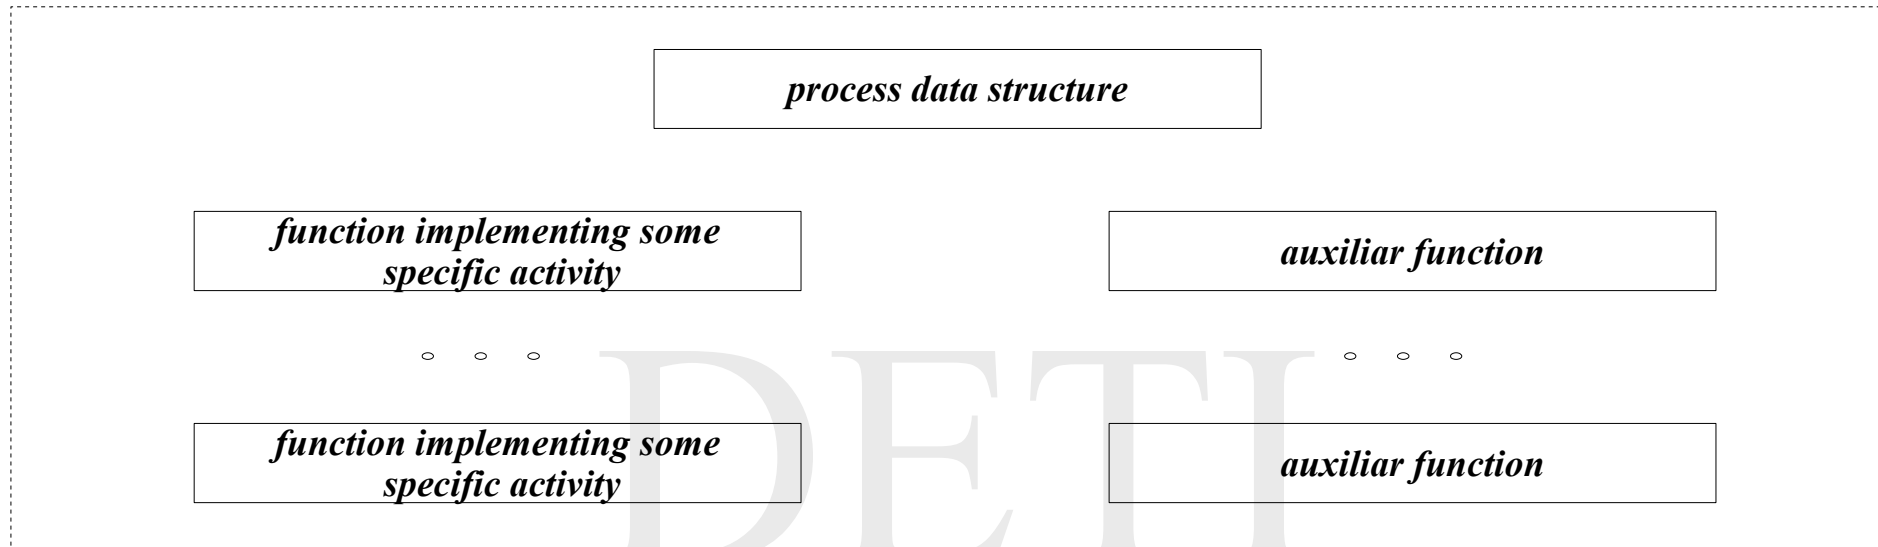 process data structure
function implementing some
specific activity
auxiliar function
function implementing some
specific activity
auxiliar function
DETI